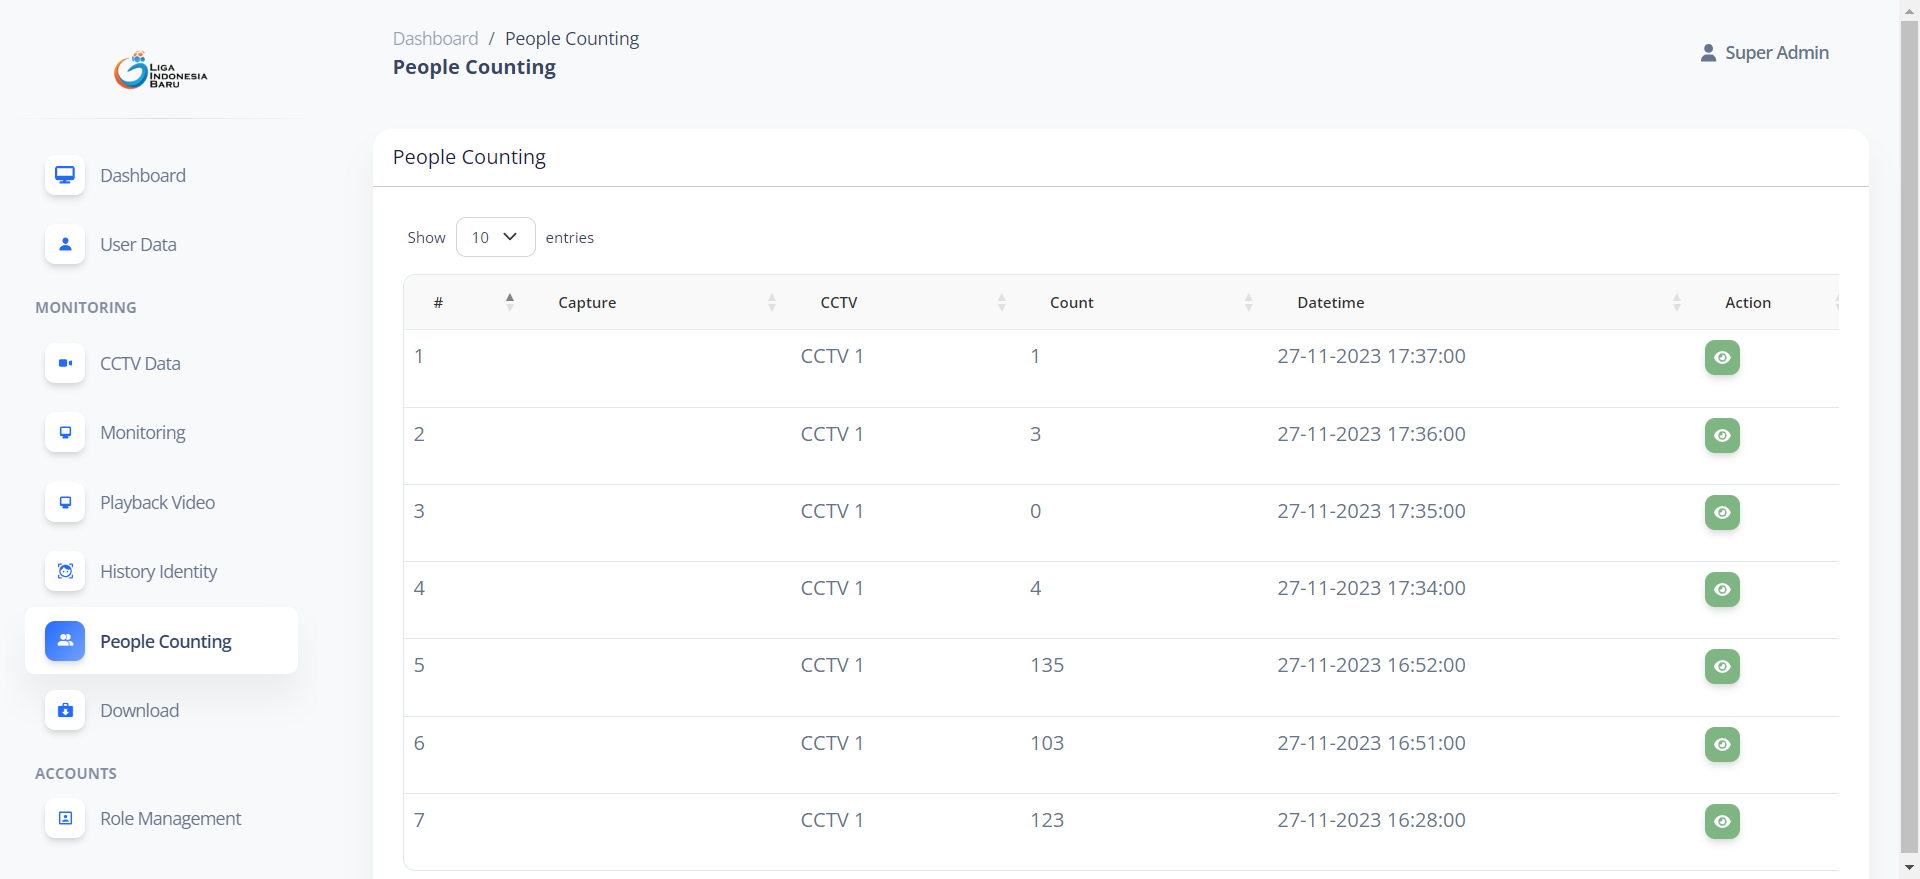 LIGA
INDONESIA
BARU
Dashboard
User Data
MONITORING
CCTV Data
Monitoring
Playback Video
History Identity
People Counting
Download
ACCOUNTS
Role Management
Dashboard / People Counting
People Counting
Super Admin
People Counting
Show 10 entries
# Capture CCTV Count Datetime Action
1 CCTV 1 1 27-11-2023 17:37:00
2 CCTV 1 3 27-11-2023 17:36:00
3 CCTV 1 0 27-11-2023 17:35:00
4 CCTV 1 4 27-11-2023 17:34:00
5 CCTV 1 135 27-11-2023 16:52:00
6 CCTV 1 103 27-11-2023 16:51:00
7 CCTV 1 123 27-11-2023 16:28:00